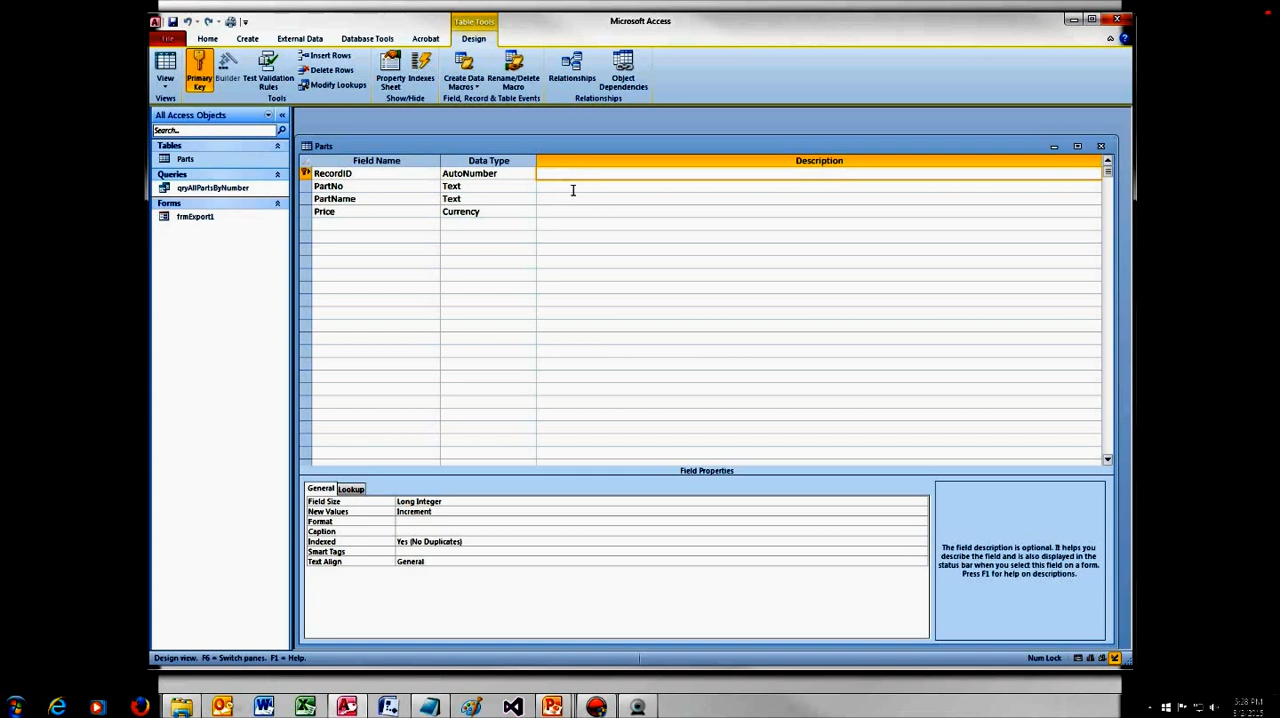 Table Tools
Microsoft Access
File Home Create External Data Database Tools Acrobat Design
View
Primary Key
Builder
Test Validation Rules
Insert Rows
Delete Rows
Modify Lookups
Property Sheet
Indexes
Create Data Macros
Rename/Delete Macro
Relationships
Object Dependencies
Views Tools Show/Hide Field, Record & Table Events Relationships
All Access Objects
Search...
Tables
Parts
Queries
qryAllPartsByNumber
Forms
frmExport1
Parts
Field Name Data Type Description
RecordID AutoNumber
PartNo Text
PartName Text
Price Currency
Field Properties
General Lookup
Field Size Long Integer
New Values Increment
Format
Caption
Indexed Yes (No Duplicates)
Smart Tags
Text Align General
The field description is optional. It helps you
describe the field and is also displayed in the
status bar when you select this field on a form.
Press F1 for help on descriptions.
Design view. F6 = Switch panes. F1 = Help.
Num Lock
3:28 PM